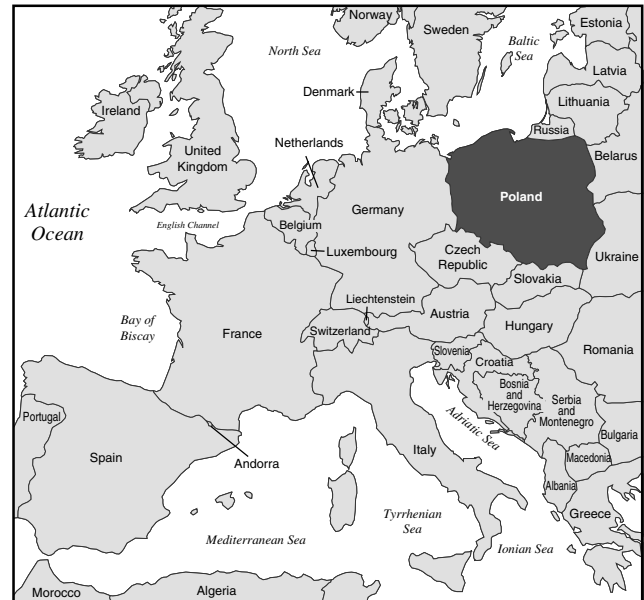 Norway
Sweden
Estonia
North Sea
Baltic
Sea
Latvia
Denmark
Lithuania
Ireland
Russia
Netherlands
United
Kingdom
Belarus
Poland
Atlantic
Ocean
English Channel
Belgium
Germany
Luxembourg
Czech
Republic
Ukraine
Slovakia
Liechtenstein
Austria
Bay of
Biscay
France
Switzerland
Hungary
Romania
Slovenia
Croatia
Bosnia
and
Herzegovina
Serbia
and
Montenegro
Portugal
Adriatic Sea
Bulgaria
Spain
Andorra
Italy
Macedonia
Albania
Greece
Tyrrhenian
Sea
Mediterranean Sea
Ionian Sea
Morocco
Algeria